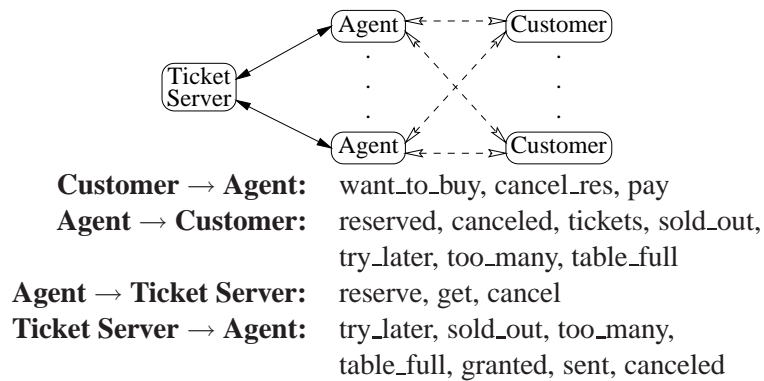 Agent Customer
Ticket
Server
Agent Customer
Customer → Agent: want_to_buy, cancel_res, pay
Agent → Customer: reserved, canceled, tickets, sold_out,
try_later, too_many, table_full
Agent → Ticket Server: reserve, get, cancel
Ticket Server → Agent: try_later, sold_out, too_many,
table_full, granted, sent, canceled